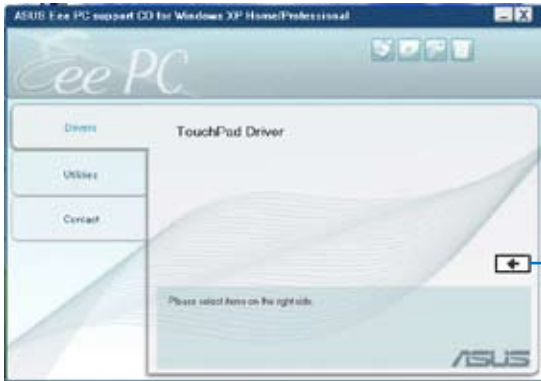 ASUS Eee PC support CD for Windows XP Home/Professional
Eee PC
Drivers
TouchPad Driver
Utilities
Contact
Please select items on the right side.
ASUS